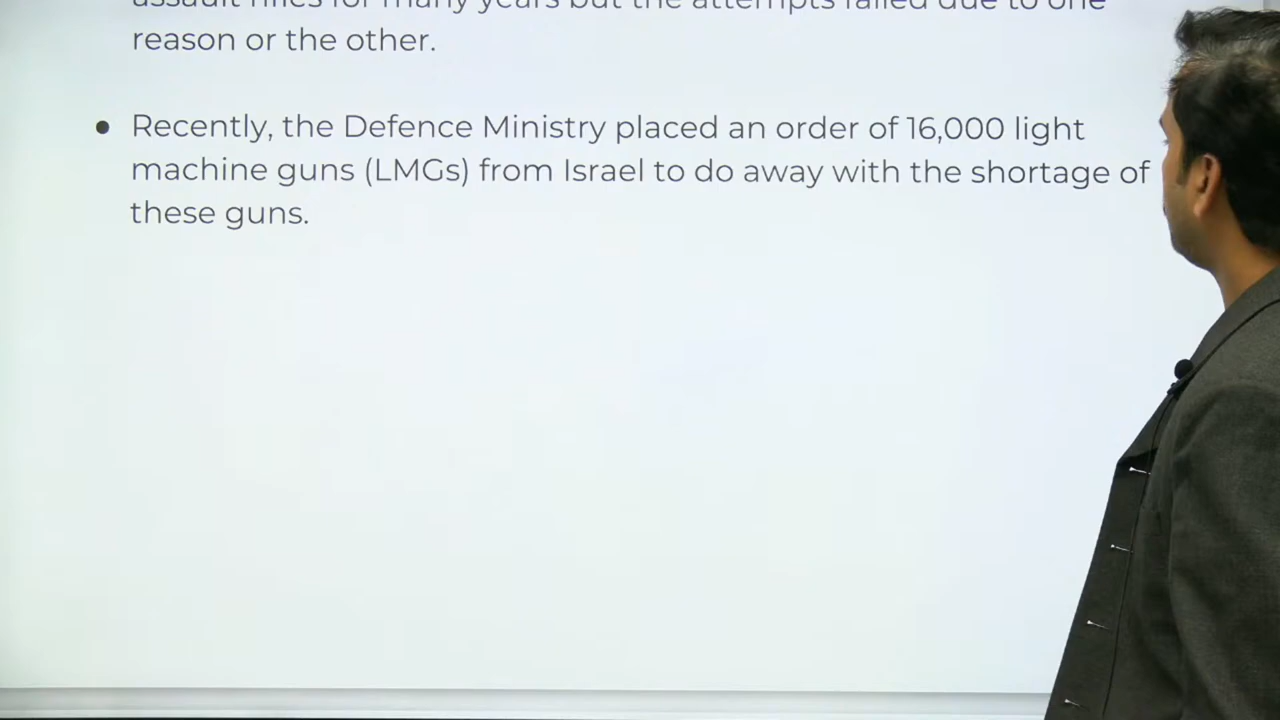 assault rifles for many years but the attempts failed due to one
reason or the other.
• Recently, the Defence Ministry placed an order of 16,000 light
machine guns (LMGs) from Israel to do away with the shortage of
these guns.